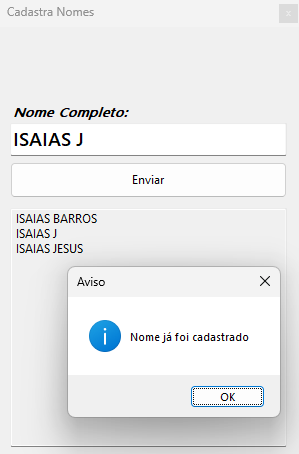 Cadastra Nomes
Nome Completo:
ISAIAS J
Enviar
ISAIAS BARROS
ISAIAS J
ISAIAS JESUS
Aviso
Nome já foi cadastrado
OK